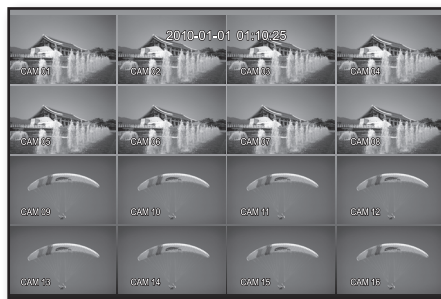 2010-01-01 01:10:25
CAM 01 CAM 02 CAM 03 CAM 04
CAM 05 CAM 06 CAM 07 CAM 08
CAM 09 CAM 10 CAM 11 CAM 12
CAM 13 CAM 14 CAM 15 CAM 16